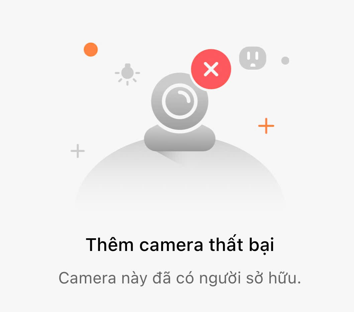 Thêm camera thất bại
Camera này đã có người sở hữu.